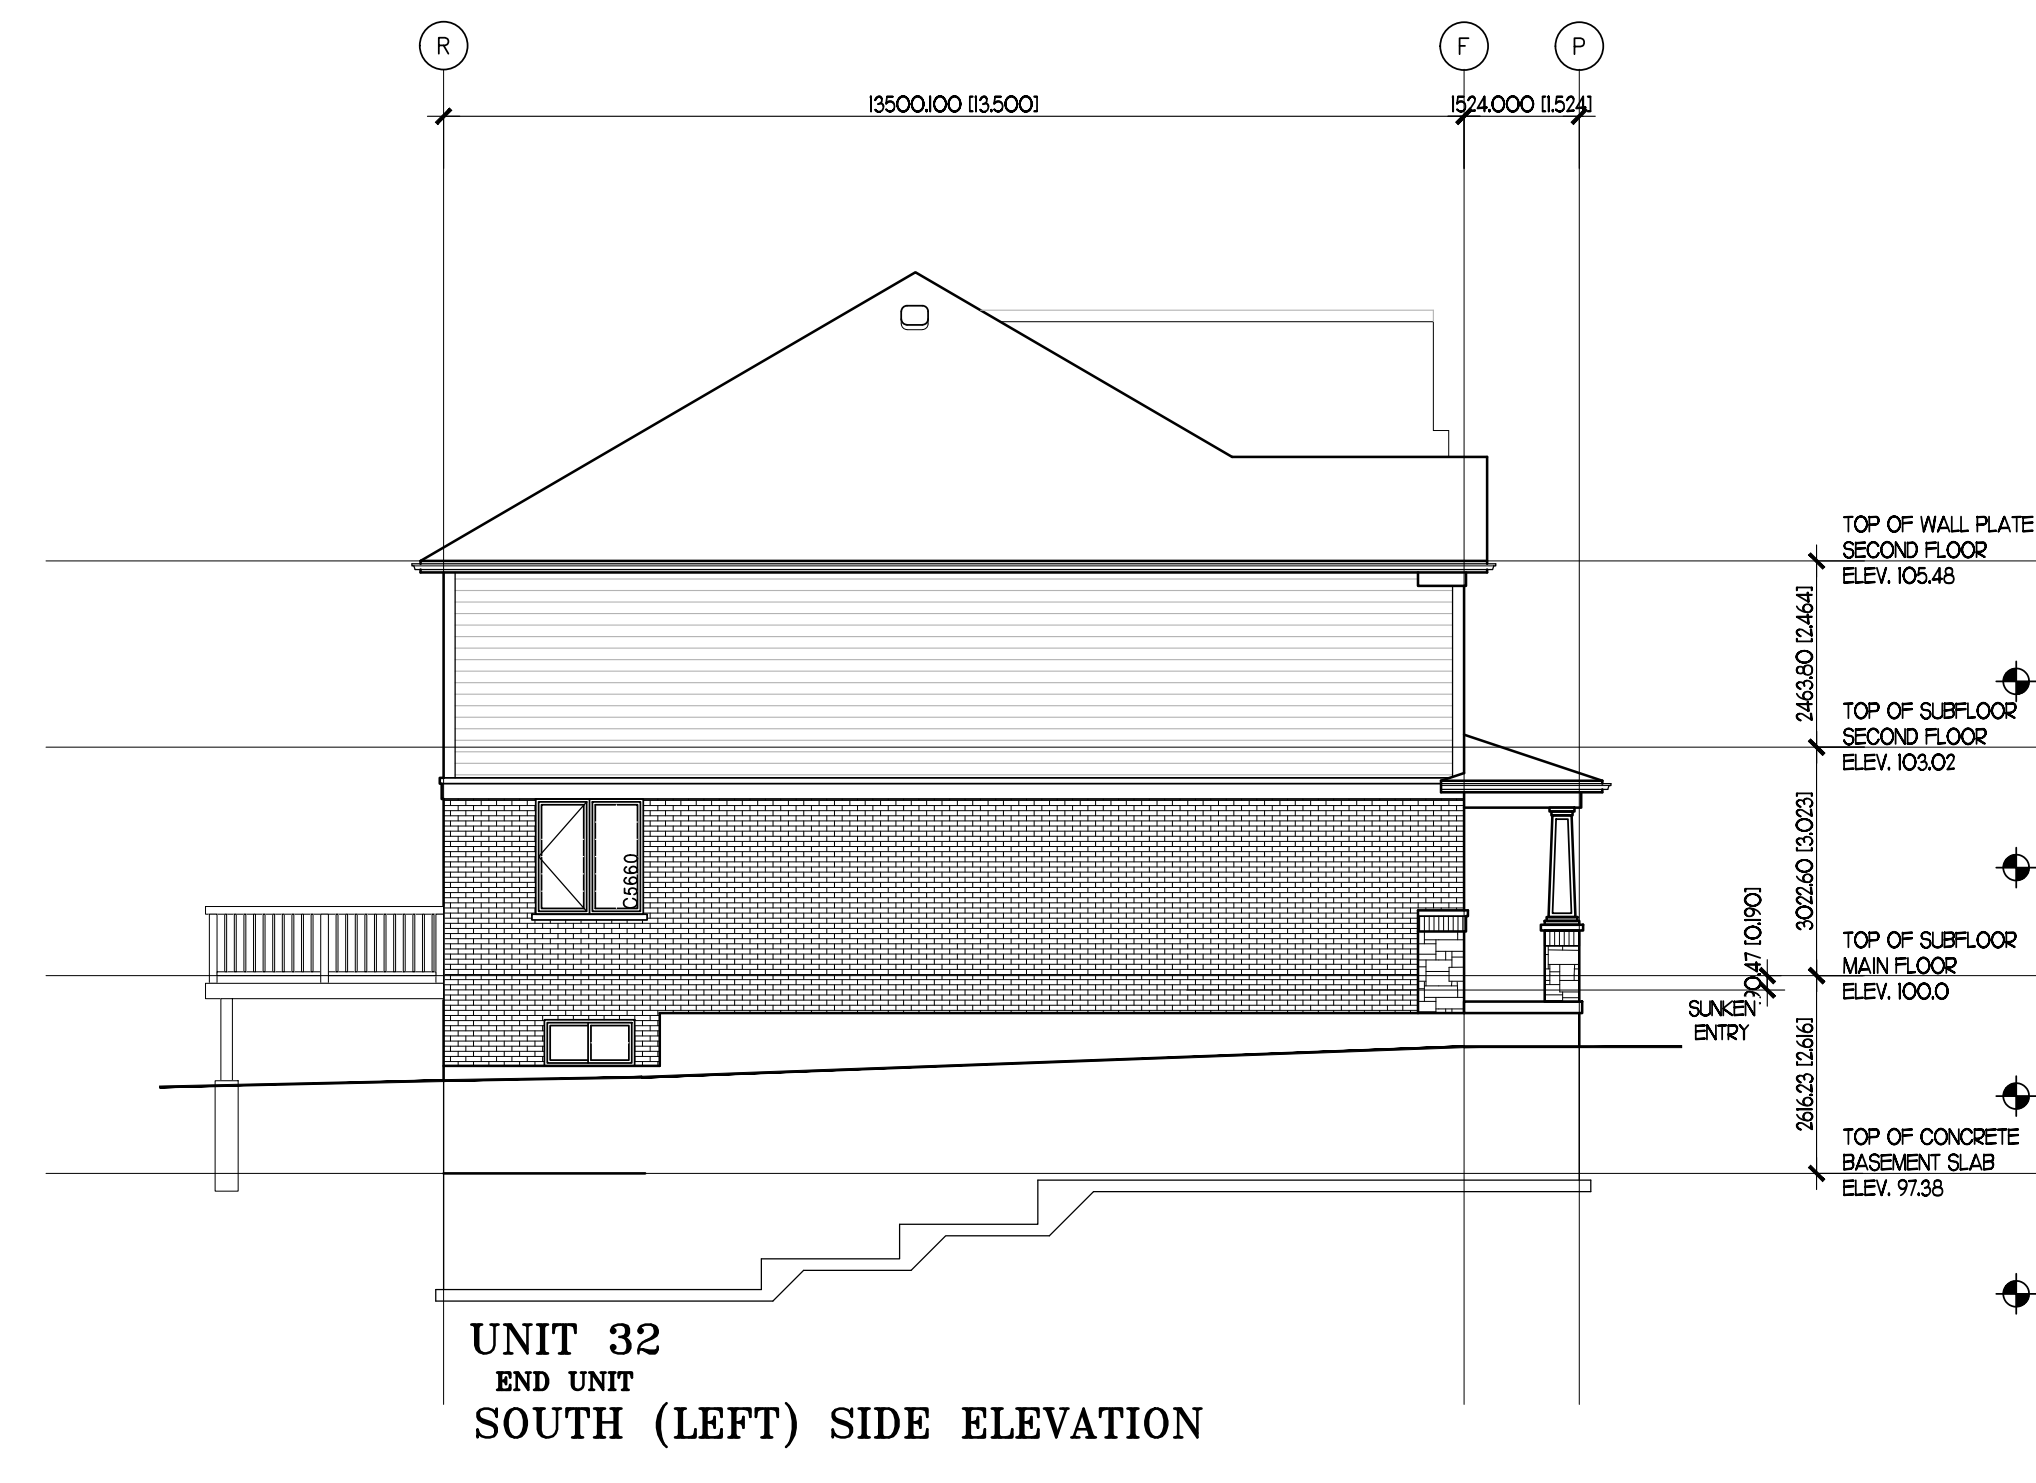 R
F
P
13500.100 [13.500]
1524.000 [1.524]
TOP OF WALL PLATE
SECOND FLOOR
ELEV. 105.48
2463.80 [2.464]
TOP OF SUBFLOOR
SECOND FLOOR
ELEV. 103.02
3022.60 [3.023]
C5660
190.47 [0.190]
TOP OF SUBFLOOR
MAIN FLOOR
ELEV. 100.0
SUNKEN
ENTRY
2616.23 [2.616]
TOP OF CONCRETE
BASEMENT SLAB
ELEV. 97.38
UNIT 32
END UNIT
SOUTH (LEFT) SIDE ELEVATION